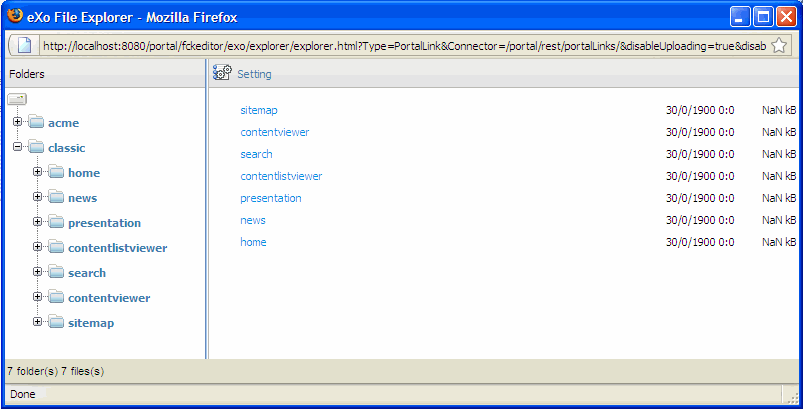 eXo File Explorer - Mozilla Firefox
http://localhost:8080/portal/fckeditor/exo/explorer/explorer.html?Type=PortalLink&Connector=/portal/rest/portalLinks/&disableUploading=true&disab
Folders
Setting
acme
classic
home
news
presentation
contentlistviewer
search
contentviewer
sitemap
sitemap 30/0/1900 0:0 NaN kB
contentviewer 30/0/1900 0:0 NaN kB
search 30/0/1900 0:0 NaN kB
contentlistviewer 30/0/1900 0:0 NaN kB
presentation 30/0/1900 0:0 NaN kB
news 30/0/1900 0:0 NaN kB
home 30/0/1900 0:0 NaN kB
7 folder(s) 7 files(s)
Done